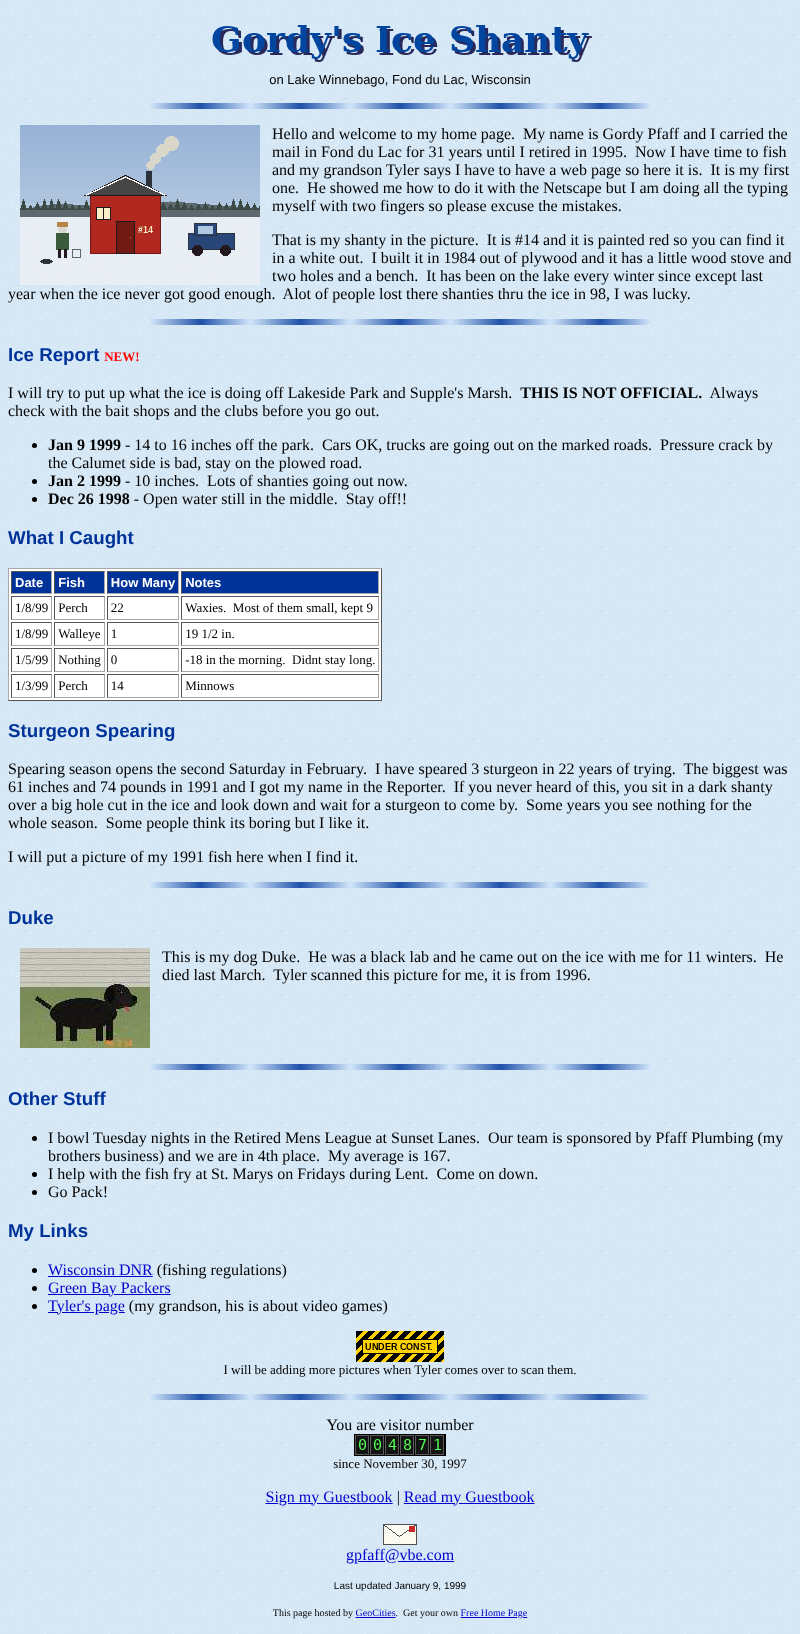 Gordy's Ice Shanty
on Lake Winnebago, Fond du Lac, Wisconsin
#14
Hello and welcome to my home page. My name is Gordy Pfaff and I carried the
mail in Fond du Lac for 31 years until I retired in 1995. Now I have time to fish
and my grandson Tyler says I have to have a web page so here it is. It is my first
one. He showed me how to do it with the Netscape but I am doing all the typing
myself with two fingers so please excuse the mistakes.
That is my shanty in the picture. It is #14 and it is painted red so you can find it
in a white out. I built it in 1984 out of plywood and it has a little wood stove and
two holes and a bench. It has been on the lake every winter since except last
year when the ice never got good enough. Alot of people lost there shanties thru the ice in 98, I was lucky.
Ice Report NEW!
I will try to put up what the ice is doing off Lakeside Park and Supple's Marsh. THIS IS NOT OFFICIAL. Always
check with the bait shops and the clubs before you go out.
• Jan 9 1999 - 14 to 16 inches off the park. Cars OK, trucks are going out on the marked roads. Pressure crack by
the Calumet side is bad, stay on the plowed road.
• Jan 2 1999 - 10 inches. Lots of shanties going out now.
• Dec 26 1998 - Open water still in the middle. Stay off!!
What I Caught
Date Fish How Many Notes
1/8/99 Perch 22 Waxies. Most of them small, kept 9
1/8/99 Walleye 1 19 1/2 in.
1/5/99 Nothing 0 -18 in the morning. Didnt stay long.
1/3/99 Perch 14 Minnows
Sturgeon Spearing
Spearing season opens the second Saturday in February. I have speared 3 sturgeon in 22 years of trying. The biggest was
61 inches and 74 pounds in 1991 and I got my name in the Reporter. If you never heard of this, you sit in a dark shanty
over a big hole cut in the ice and look down and wait for a sturgeon to come by. Some years you see nothing for the
whole season. Some people think its boring but I like it.
I will put a picture of my 1991 fish here when I find it.
Duke
This is my dog Duke. He was a black lab and he came out on the ice with me for 11 winters. He
died last March. Tyler scanned this picture for me, it is from 1996.
Other Stuff
• I bowl Tuesday nights in the Retired Mens League at Sunset Lanes. Our team is sponsored by Pfaff Plumbing (my
brothers business) and we are in 4th place. My average is 167.
• I help with the fish fry at St. Marys on Fridays during Lent. Come on down.
• Go Pack!
My Links
• Wisconsin DNR (fishing regulations)
• Green Bay Packers
• Tyler's page (my grandson, his is about video games)
UNDER CONST.
I will be adding more pictures when Tyler comes over to scan them.
You are visitor number
004871
since November 30, 1997
Sign my Guestbook | Read my Guestbook
gpfaff@vbe.com
Last updated January 9, 1999
This page hosted by GeoCities. Get your own Free Home Page